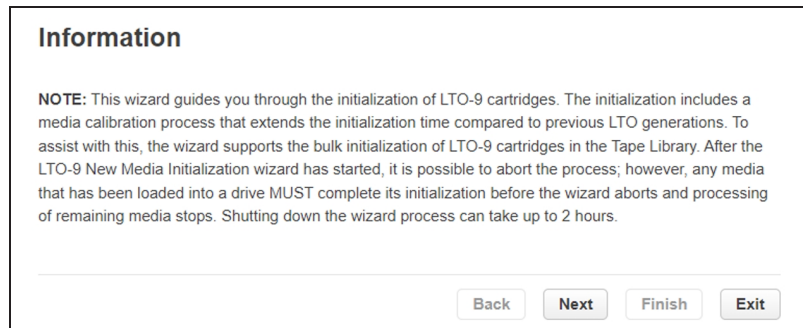 Information
NOTE: This wizard guides you through the initialization of LTO-9 cartridges. The initialization includes a
media calibration process that extends the initialization time compared to previous LTO generations. To
assist with this, the wizard supports the bulk initialization of LTO-9 cartridges in the Tape Library. After the
LTO-9 New Media Initialization wizard has started, it is possible to abort the process; however, any media
that has been loaded into a drive MUST complete its initialization before the wizard aborts and processing
of remaining media stops. Shutting down the wizard process can take up to 2 hours.
Back Next Finish Exit